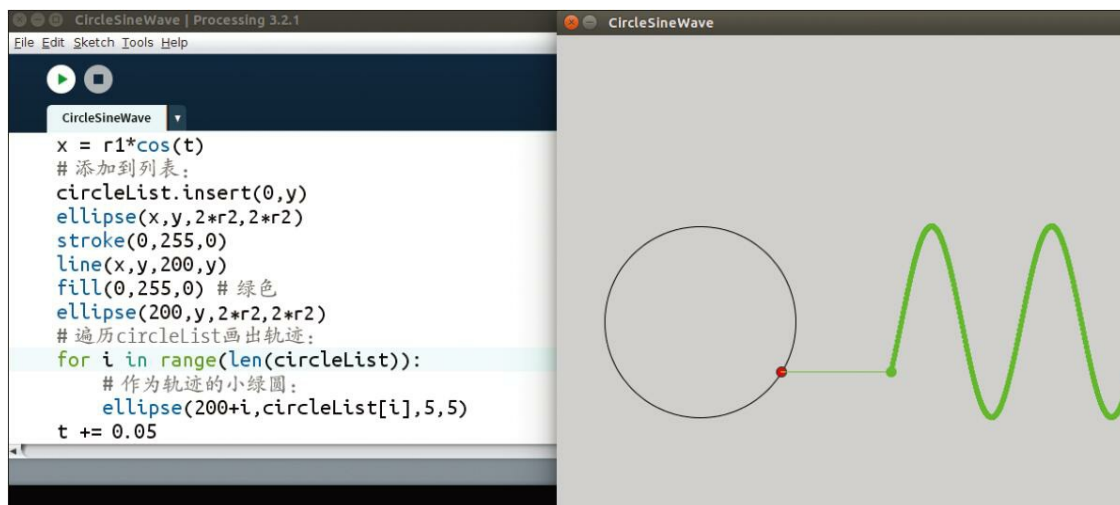 CircleSineWave | Processing 3.2.1
File Edit Sketch Tools Help
CircleSineWave
x = r1*cos(t)
# 添加到列表：
circleList.insert(0,y)
ellipse(x,y,2*r2,2*r2)
stroke(0,255,0)
line(x,y,200,y)
fill(0,255,0) # 绿色
ellipse(200,y,2*r2,2*r2)
# 遍历circleList画出轨迹：
for i in range(len(circleList)):
    # 作为轨迹的小绿圆：
    ellipse(200+i,circleList[i],5,5)
t += 0.05
CircleSineWave